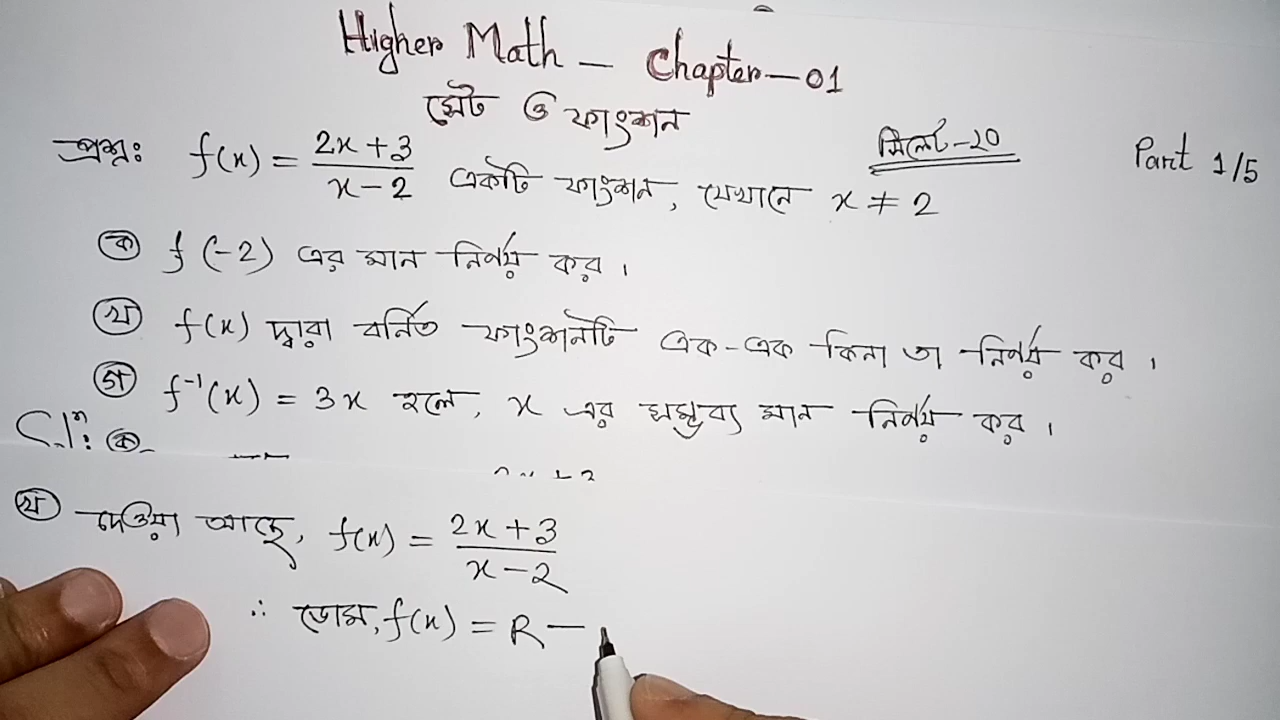 Higher Math — Chapter—01
সেট ও ফাংশন
সিলেট-20
Part 1/5
প্রশ্ন: f(x) = (2x+3)/(x-2) একটি ফাংশন, যেখানে x ≠ 2
(ক) f(-2) এর মান নির্ণয় কর।
(খ) f(x) দ্বারা বর্নিত ফাংশনটি এক-এক কিনা তা নির্ণয় কর।
(গ) f⁻¹(x) = 3x হলে, x এর সম্ভব্য মান নির্ণয় কর।
Solⁿ: (ক)
(খ) দেওয়া আছে, f(x) = (2x+3)/(x-2)
∴ ডোম, f(x) = R —